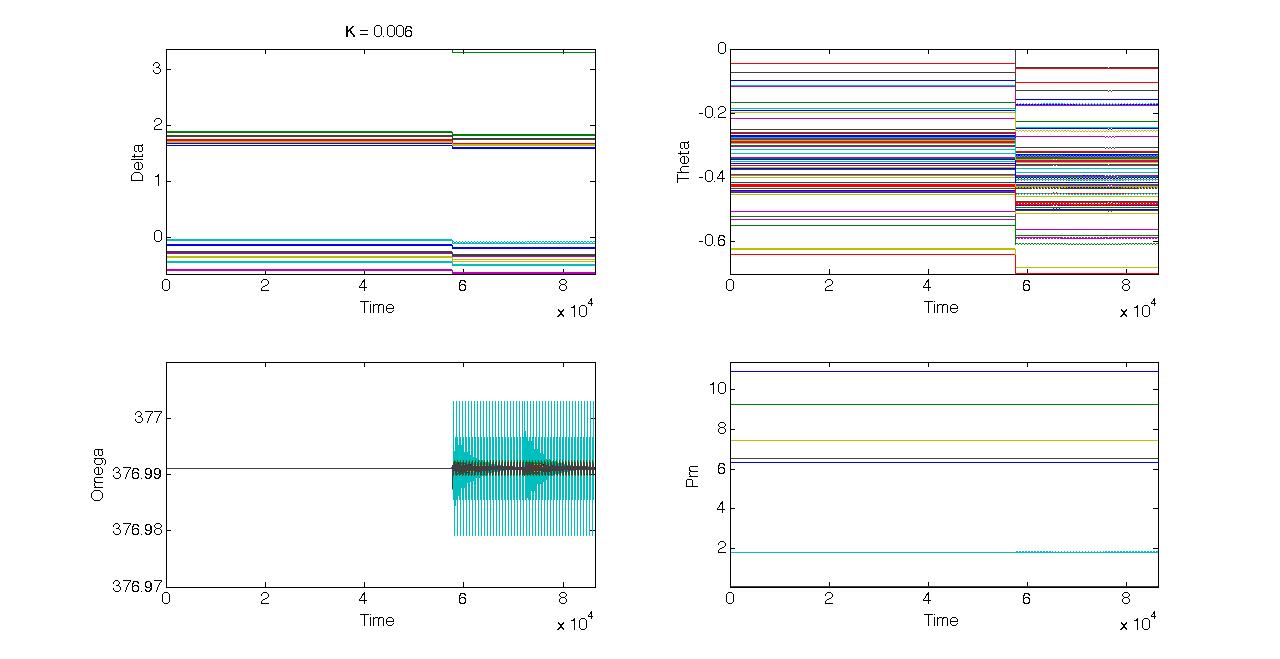 K = 0.006
3
2
1
0
Delta
0 2 4 6 8
Time
x 10^4
0
-0.2
-0.4
-0.6
Theta
0 2 4 6 8
Time
x 10^4
377
376.99
376.98
376.97
Omega
0 2 4 6 8
Time
x 10^4
10
8
6
4
2
Pm
0 2 4 6 8
Time
x 10^4